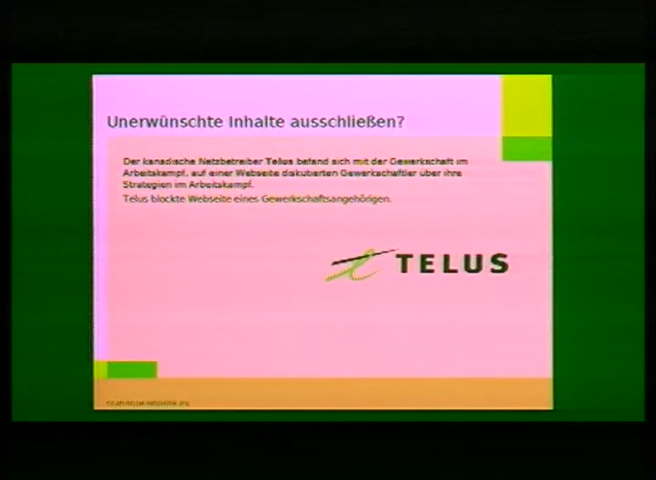 Unerwünschte Inhalte ausschließen?
Der kanadische Netzbetreiber Telus befand sich mit der Gewerkschaft im
Arbeitskampf, auf einer Webseite diskutierten Gewerkschaftler über ihre
Strategien im Arbeitskampf.
Telus blockte Webseite eines Gewerkschaftsangehörigen.
TELUS